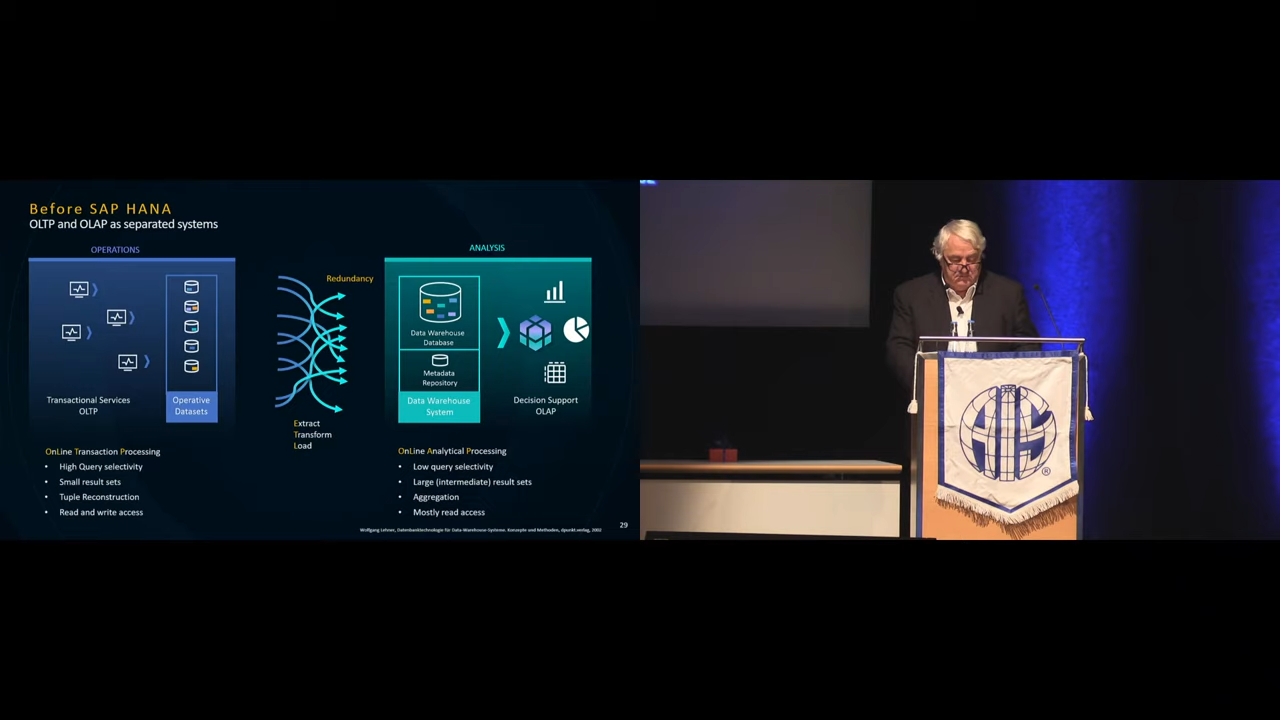 Before SAP HANA
OLTP and OLAP as separated systems
OPERATIONS
Transactional Services
OLTP
Operative
Datasets
Redundancy
Extract
Transform
Load
ANALYSIS
Data Warehouse
Database
Metadata
Repository
Data Warehouse
System
Decision Support
OLAP
OnLine Transaction Processing
• High Query selectivity
• Small result sets
• Tuple Reconstruction
• Read and write access
OnLine Analytical Processing
• Low query selectivity
• Large (intermediate) result sets
• Aggregation
• Mostly read access
Wolfgang Lehner, Datenbanktechnologie für Data-Warehouse-Systeme. Konzepte und Methoden, dpunkt.verlag, 2002
29
®